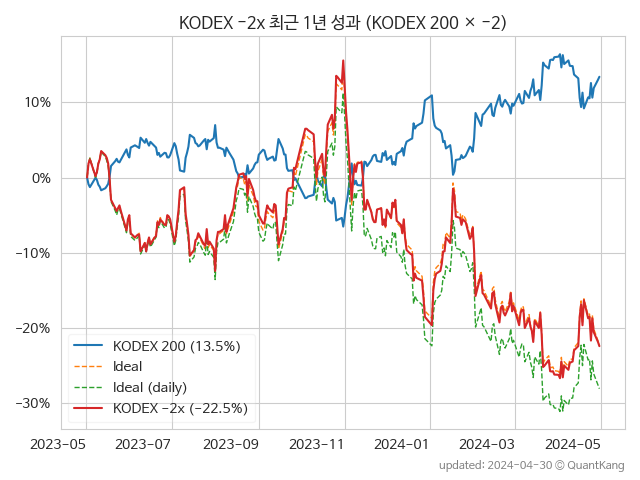 KODEX −2x 최근 1년 성과 (KODEX 200 × −2)
10%
0%
−10%
−20%
−30%
KODEX 200 (13.5%)
Ideal
Ideal (daily)
KODEX −2x (−22.5%)
2023-05 2023-07 2023-09 2023-11 2024-01 2024-03 2024-05
updated: 2024-04-30 © QuantKang